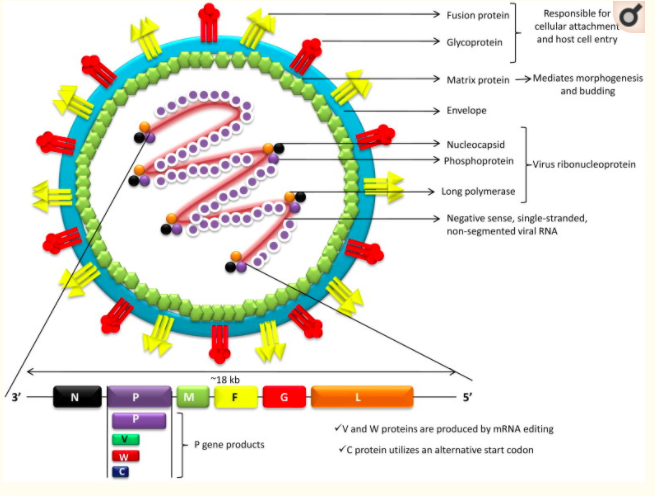 Fusion protein
Responsible for
cellular attachment
and host cell entry
Glycoprotein
Matrix protein
Mediates morphogenesis
and budding
Envelope
Nucleocapsid
Phosphoprotein
Virus ribonucleoprotein
Long polymerase
Negative sense, single-stranded,
non-segmented viral RNA
~18 kb
3’ N P M F G L 5’
P
V
W
C
P gene products
✓V and W proteins are produced by mRNA editing
✓C protein utilizes an alternative start codon